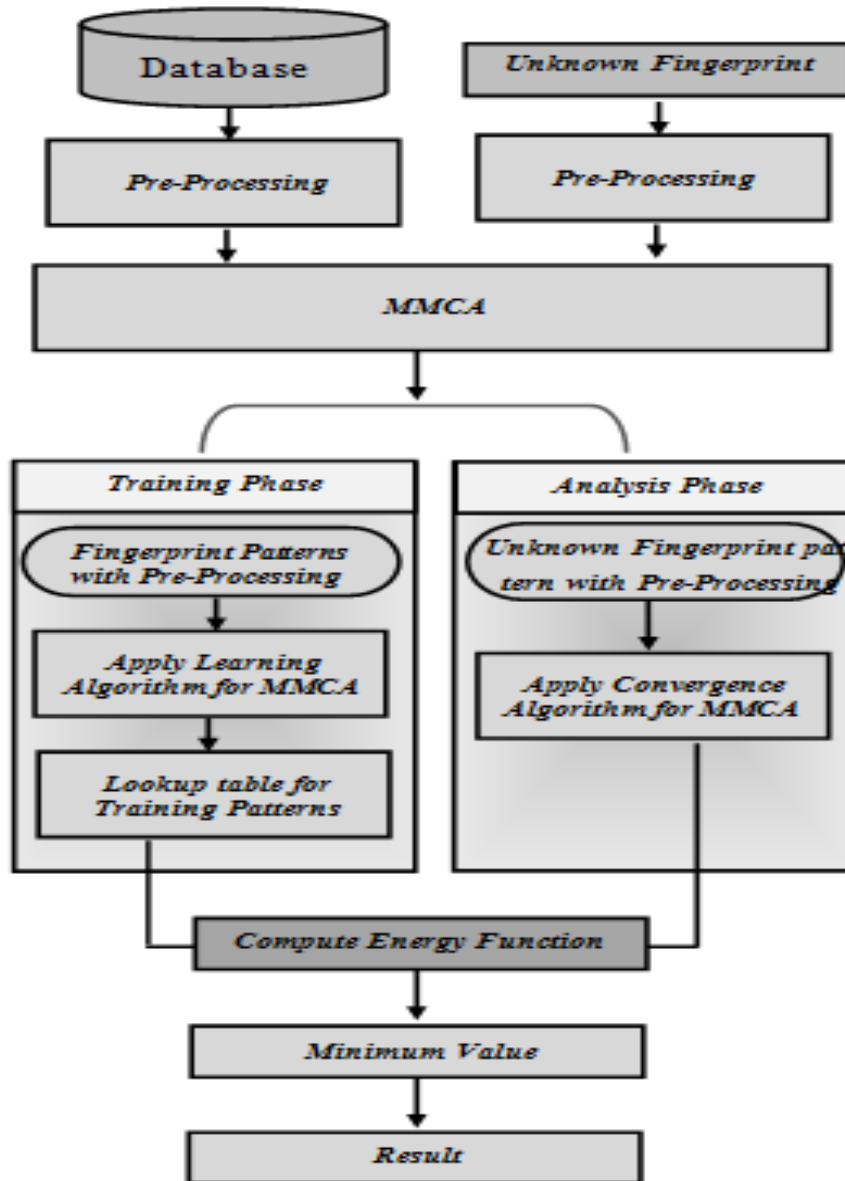 Database
Unknown Fingerprint
Pre-Processing
Pre-Processing
MMCA
Training Phase
Fingerprint Patterns
with Pre-Processing
Apply Learning
Algorithm for MMCA
Lookup table for
Training Patterns
Analysis Phase
Unknown Fingerprint pat
tern with Pre-Processing
Apply Convergence
Algorithm for MMCA
Compute Energy Function
Minimum Value
Result